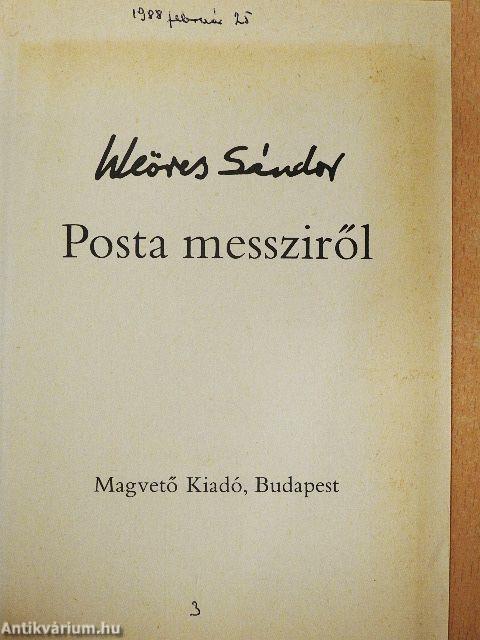 1988 február 25
Weöres Sándor
Posta messziről
Magvető Kiadó, Budapest
3
Antikvárium.hu